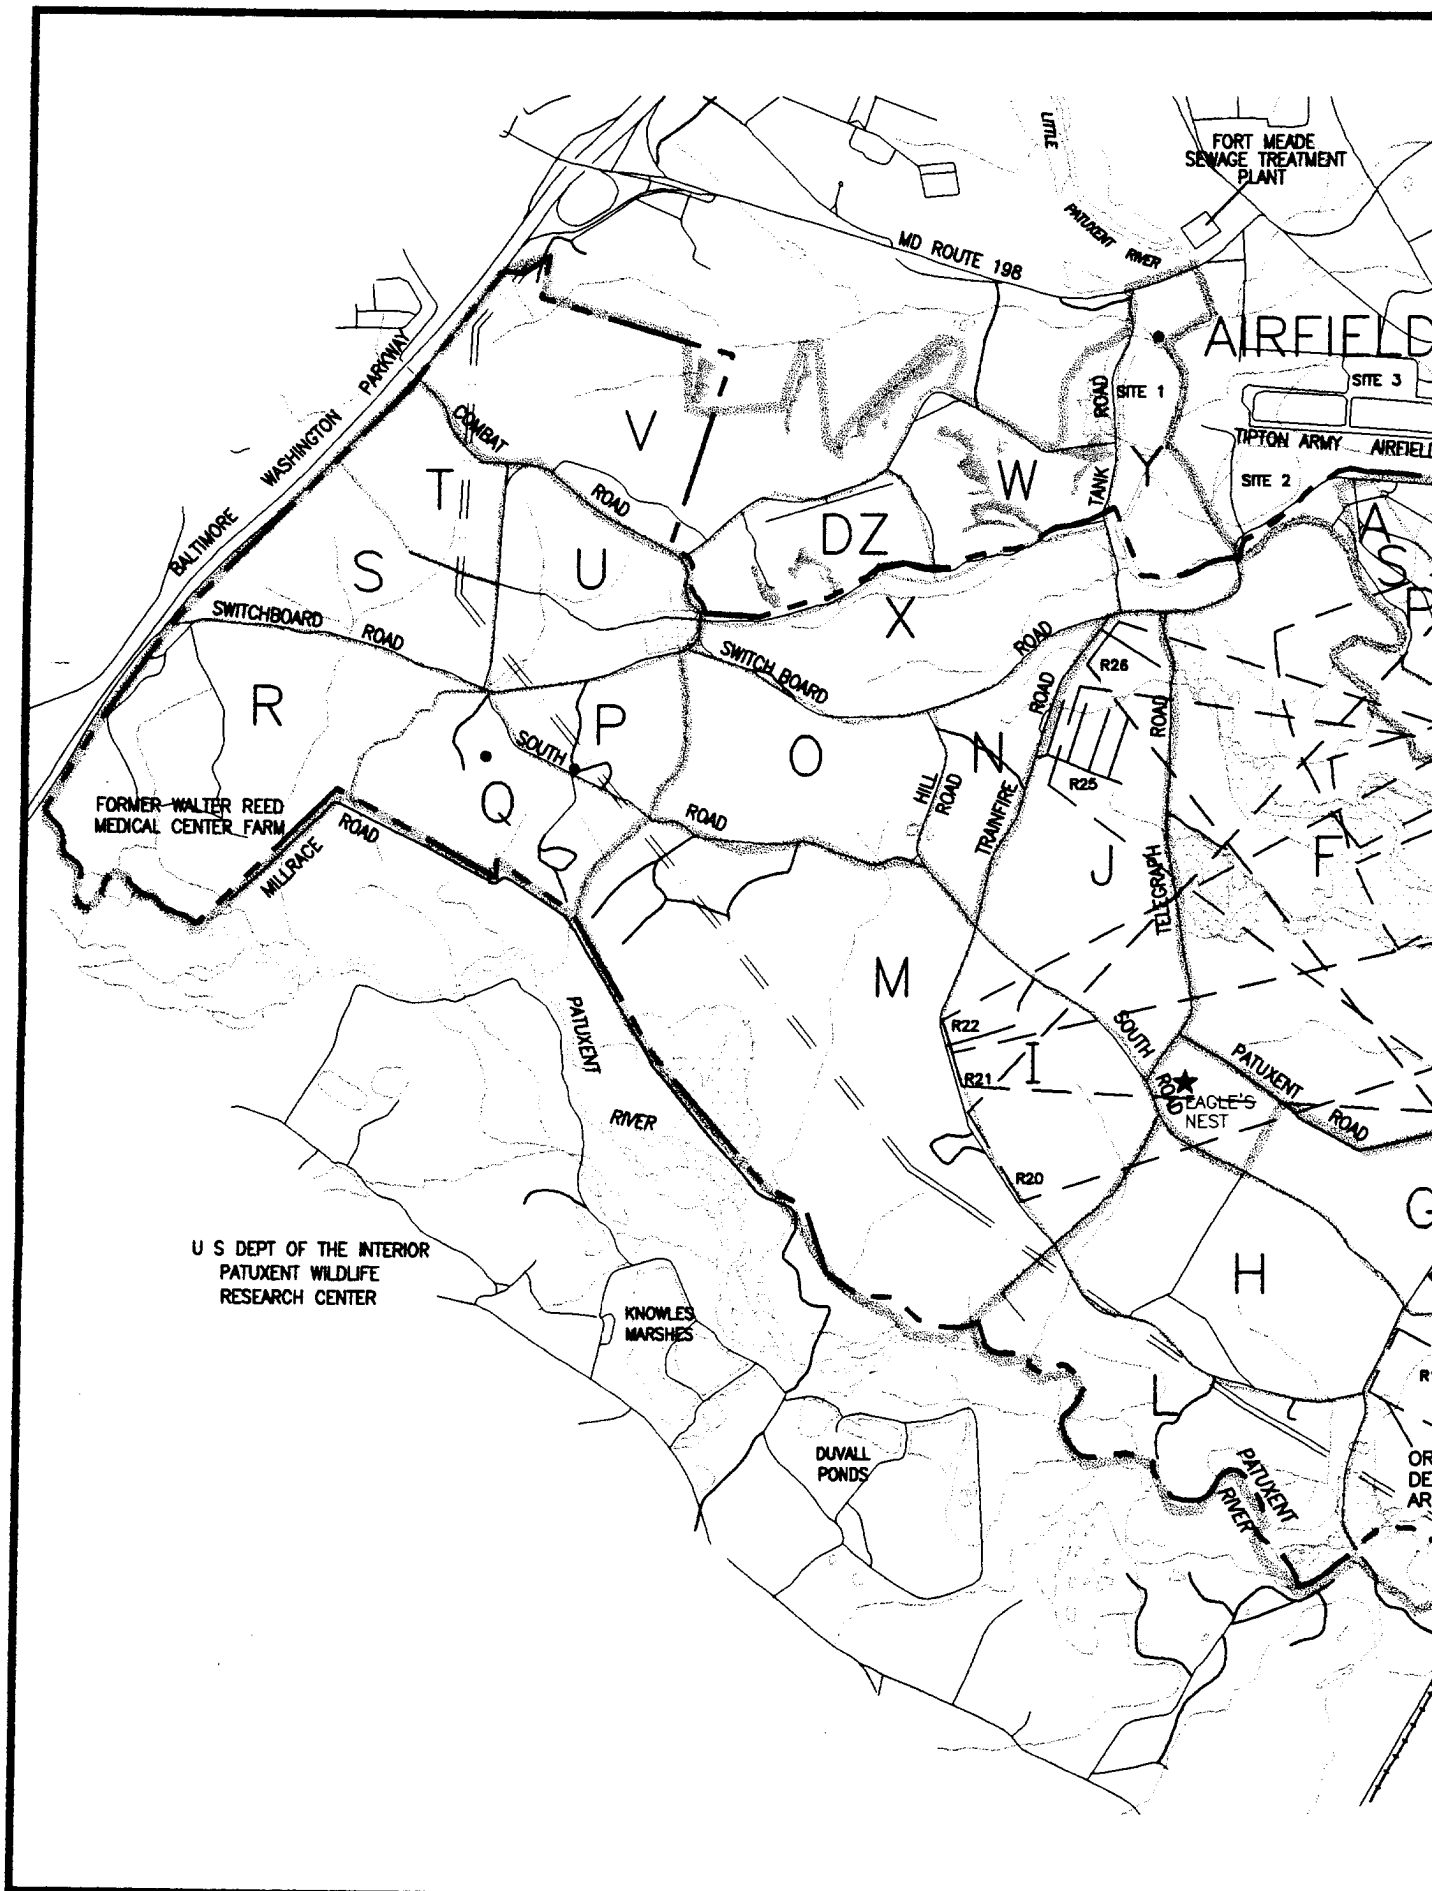 LITTLE
PATUXENT RIVER
FORT MEADE
SEWAGE TREATMENT
PLANT
MD ROUTE 198
AIRFIELD
SITE 3
SITE 1
TIPTON ARMY AIRFIELD
SITE 2
TANK ROAD
BALTIMORE WASHINGTON PARKWAY
COMBAT ROAD
V
T
W
Y
DZ
A
S
P
S
U
X
SWITCHBOARD ROAD
SWITCH BOARD ROAD
R26
R
P
Q
O
N
SOUTH ROAD
HILL
ROAD
TRAINFIRE ROAD
R25
TELEGRAPH ROAD
J
F
FORMER WALTER REED
MEDICAL CENTER FARM
MILLRACE ROAD
M
PATUXENT
RIVER
R22
R21
I
R20
SOUTH ROAD
EAGLE'S
NEST
PATUXENT ROAD
G
H
U S DEPT OF THE INTERIOR
PATUXENT WILDLIFE
RESEARCH CENTER
KNOWLES
MARSHES
L
DUVALL
PONDS
PATUXENT
RIVER
OR
DE
AR